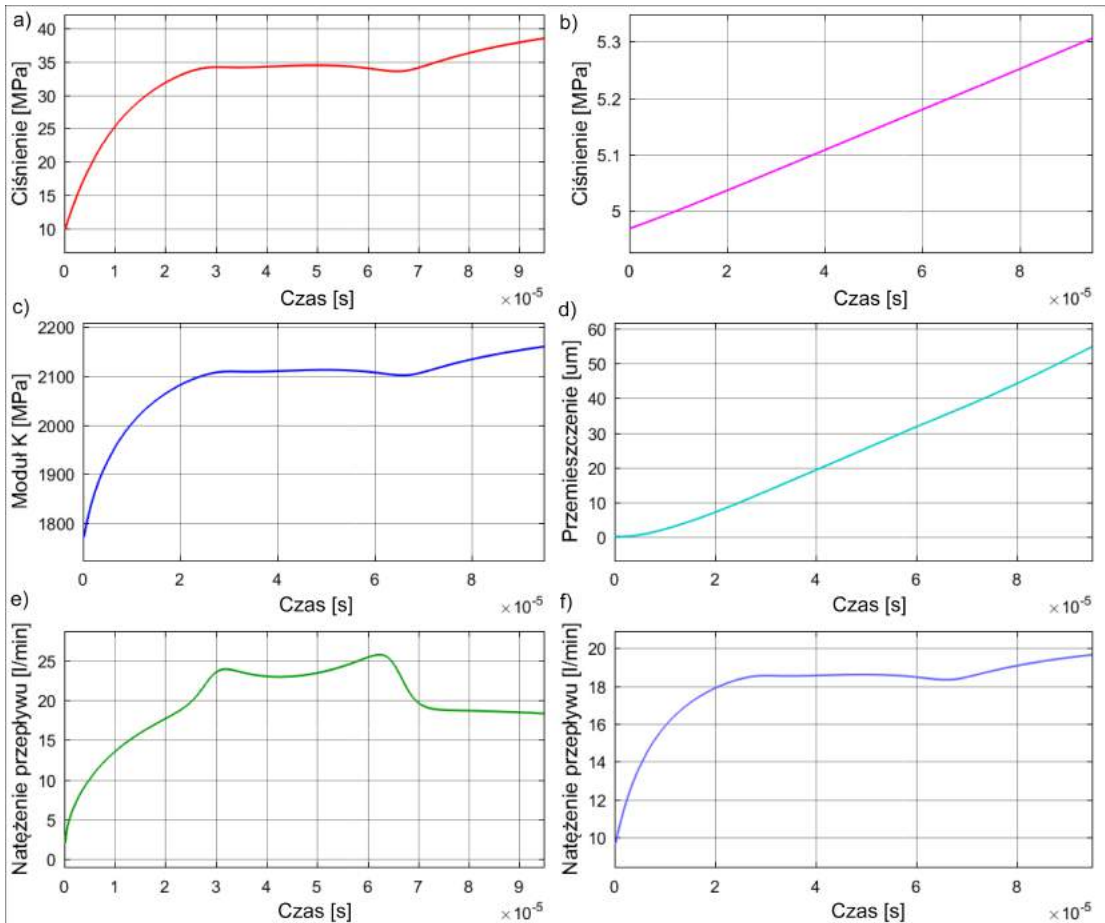 a)
Ciśnienie [MPa]
40
35
30
25
20
15
10
0 1 2 3 4 5 6 7 8 9
×10-5
Czas [s]
b)
Ciśnienie [MPa]
5.3
5.2
5.1
5
0 2 4 6 8
×10-5
Czas [s]
c)
Moduł K [MPa]
2200
2100
2000
1900
1800
0 2 4 6 8
×10-5
Czas [s]
d)
Przemieszczenie [um]
60
50
40
30
20
10
0
0 2 4 6 8
×10-5
Czas [s]
e)
Natężenie przepływu [l/min]
25
20
15
10
5
0
0 1 2 3 4 5 6 7 8 9
×10-5
Czas [s]
f)
Natężenie przepływu [l/min]
20
18
16
14
12
10
0 2 4 6 8
×10-5
Czas [s]